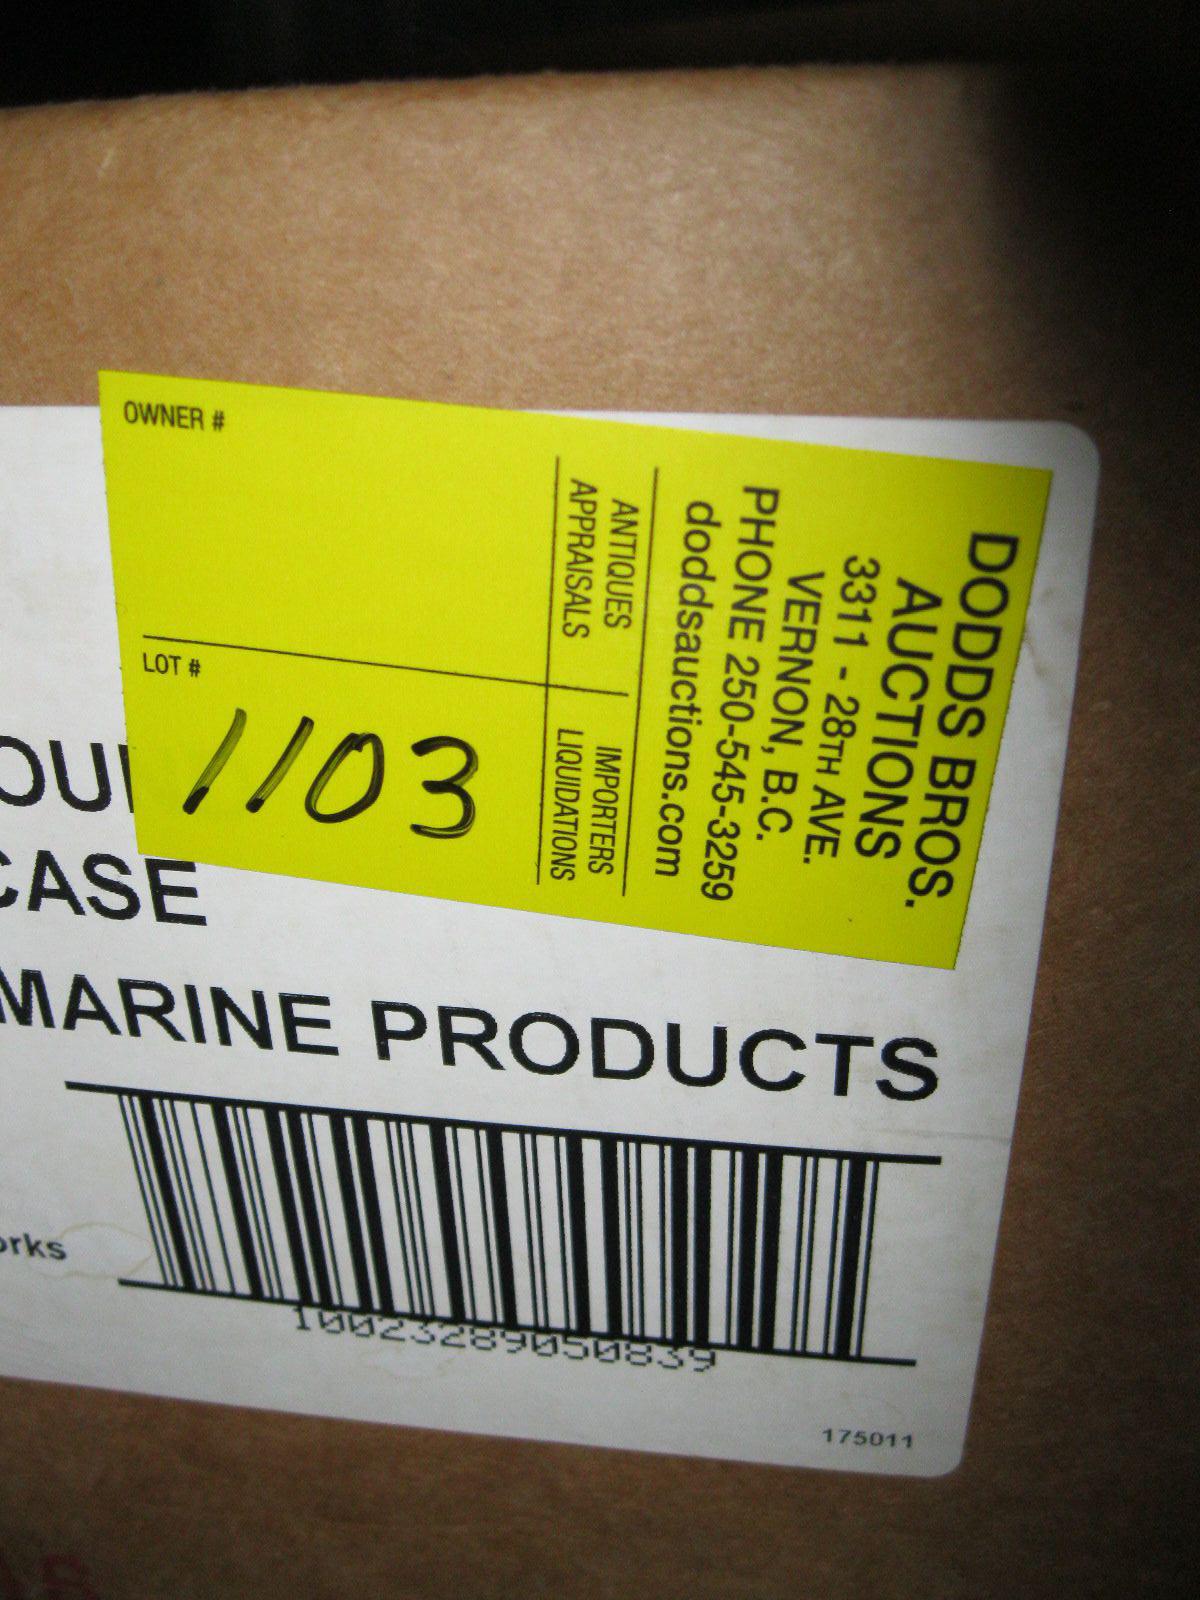 OWNER #
LOT #
1103
ANTIQUES
APPRAISALS
IMPORTERS
LIQUIDATIONS
DODDS BROS.
AUCTIONS
3311 - 28TH AVE.
VERNON, B.C.
PHONE 250-545-3259
doddsauctions.com
CASE
MARINE PRODUCTS
10023289050839
175011